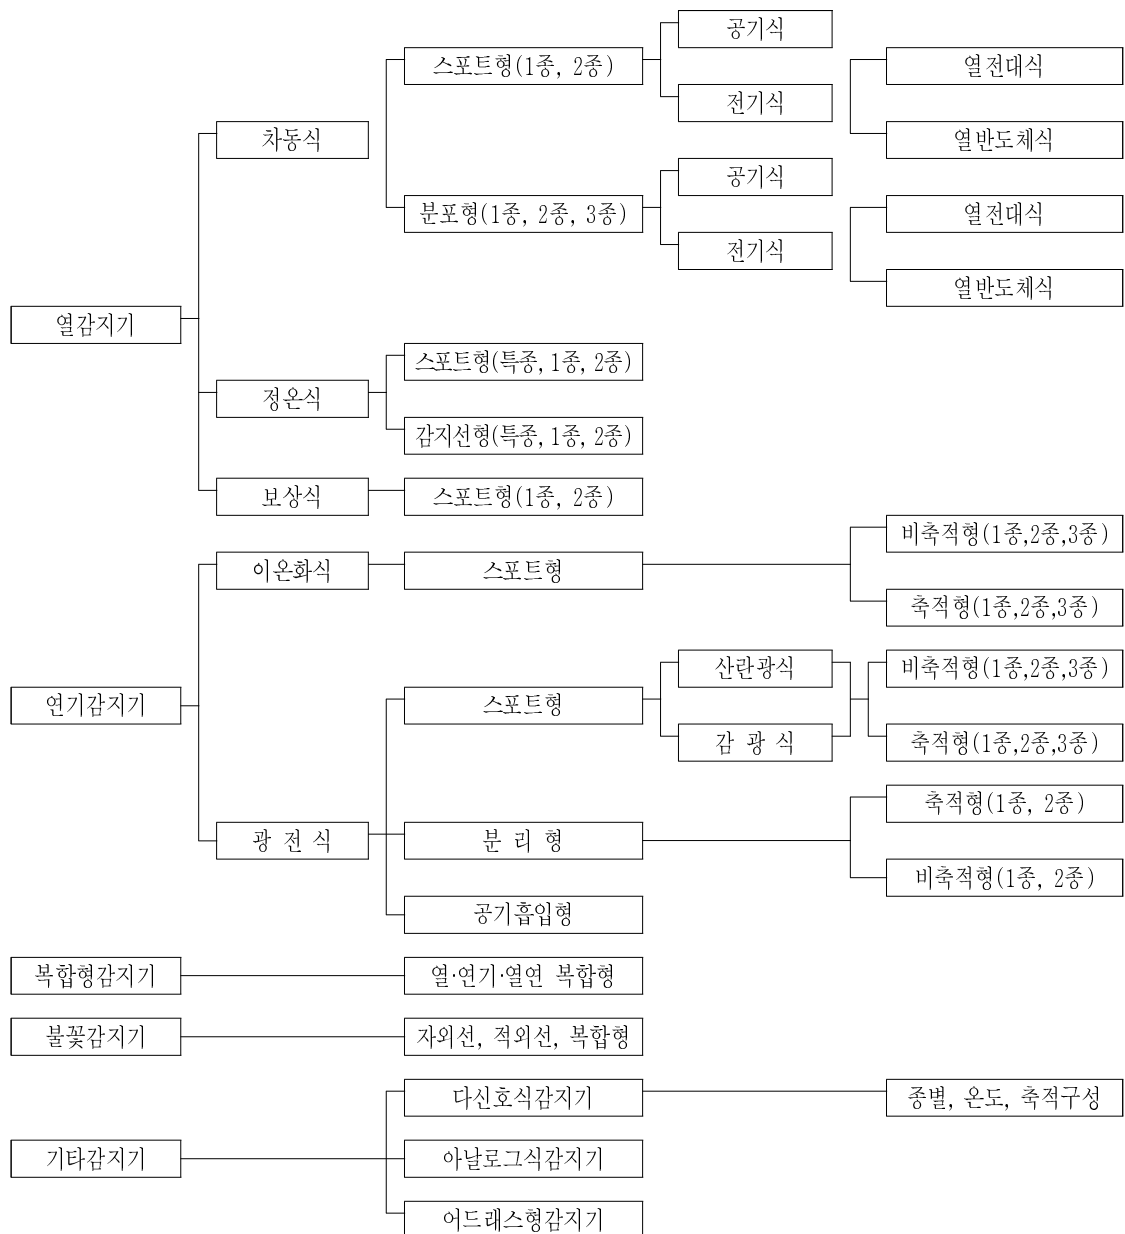 열감지기
차동식
스포트형(1종, 2종)
공기식
전기식
열전대식
열반도체식
분포형(1종, 2종, 3종)
공기식
전기식
열전대식
열반도체식
정온식
스포트형(특종, 1종, 2종)
감지선형(특종, 1종, 2종)
보상식
스포트형(1종, 2종)
연기감지기
이온화식
스포트형
비축적형(1종,2종,3종)
축적형(1종,2종,3종)
광 전 식
스포트형
산란광식
감 광 식
비축적형(1종,2종,3종)
축적형(1종,2종,3종)
분 리 형
축적형(1종, 2종)
비축적형(1종, 2종)
공기흡입형
복합형감지기
열·연기·열연 복합형
불꽃감지기
자외선, 적외선, 복합형
기타감지기
다신호식감지기
종별, 온도, 축적구성
아날로그식감지기
어드래스형감지기